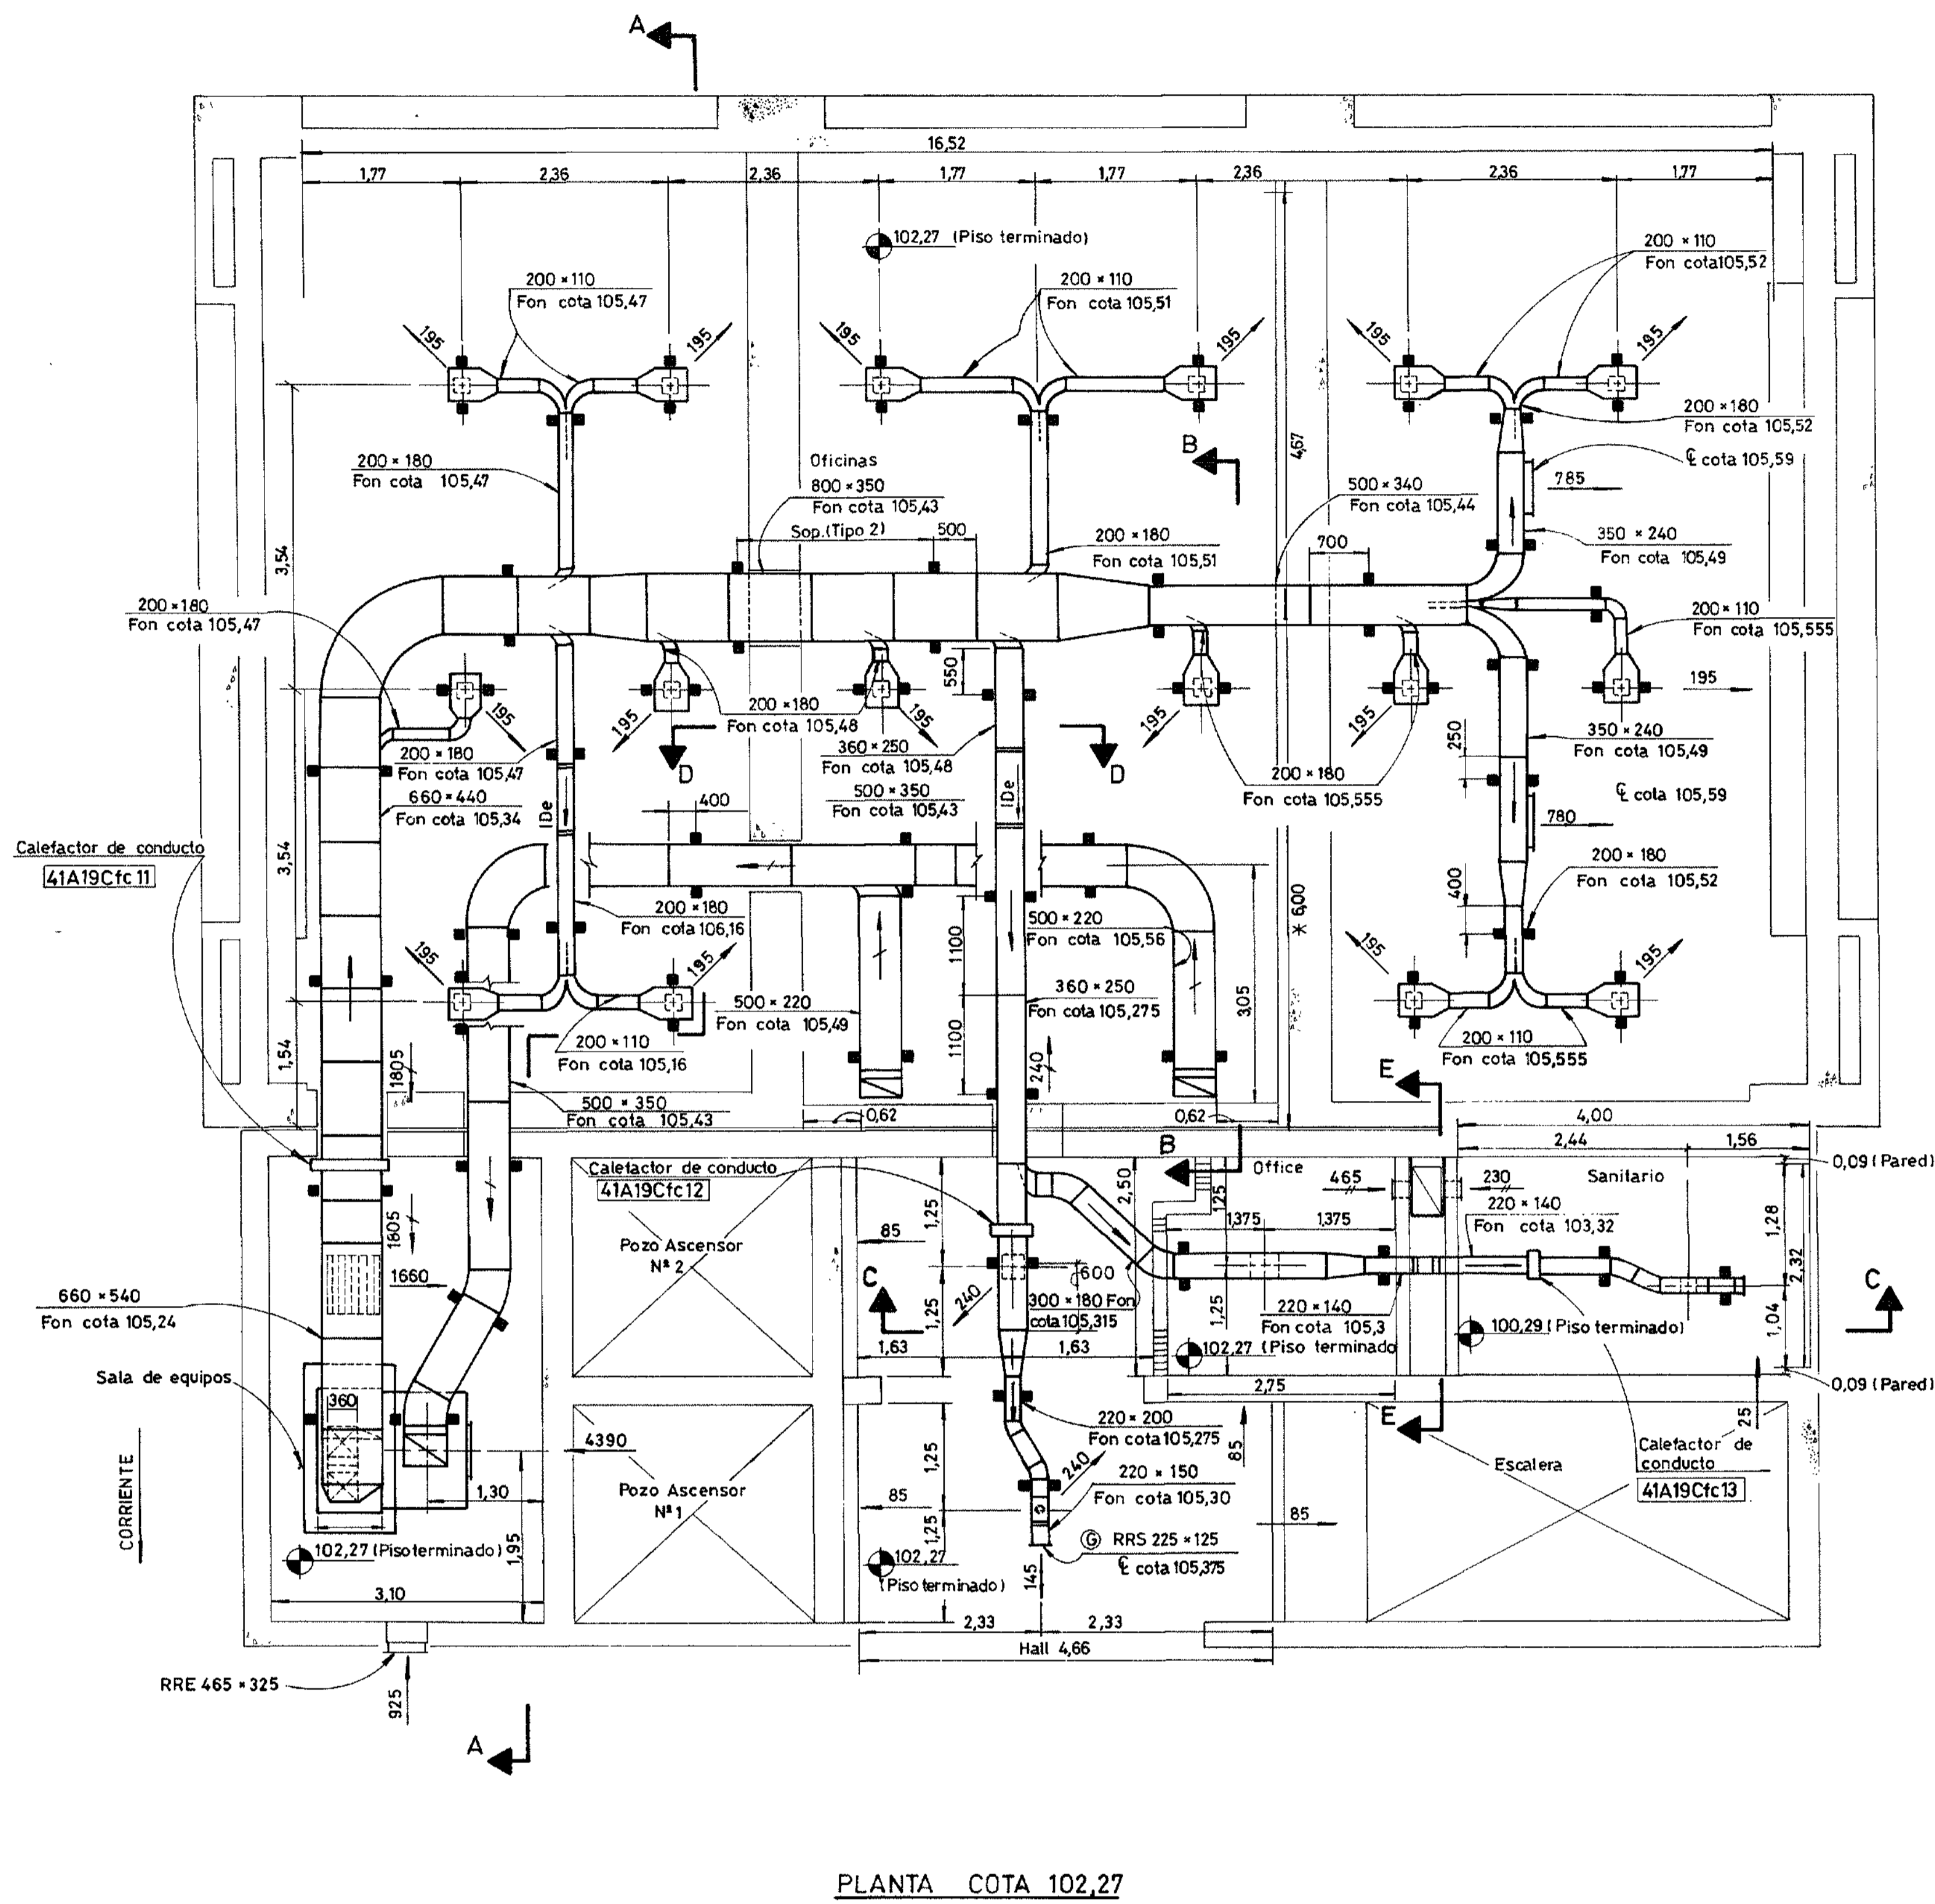 A
16,52
1,77
2,36
2,36
1,77
1,77
2,36
2,36
1,77
102,27 (Piso terminado)
200 × 110
Fon cota 105,52
200 × 110
Fon cota 105,47
200 × 110
Fon cota 105,51
195
195
195
195
195
195
200 × 180
Fon cota 105,52
B
4,67
℄ cota 105,59
785
200 × 180
Fon cota 105,47
Oficinas
800 × 350
Fon cota 105,43
Sop.(Tipo 2)
500
500 × 340
Fon cota 105,44
700
200 × 180
Fon cota 105,51
350 × 240
Fon cota 105,49
3,54
200 × 180
Fon cota 105,47
200 × 110
Fon cota 105,555
550
195
195
195
195
195
195
200 × 180
Fon cota 105,48
200 × 180
Fon cota 105,47
D
D
360 × 250
Fon cota 105,48
350 × 240
Fon cota 105,49
250
200 × 180
Fon cota 105,555
℄ cota 105,59
660 × 440
Fon cota 105,34
IDe
400
500 × 350
Fon cota 105,43
IDe
780
Calefactor de conducto
41A19Cfc 11
3,54
200 × 180
Fon cota 105,52
400
200 × 180
Fon cota 106,16
1100
500 × 220
Fon cota 105,56
* 6,00
195
195
195
195
500 × 220
Fon cota 105,49
360 × 250
Fon cota 105,275
3,05
1,54
200 × 110
Fon cota 105,16
1100
240
200 × 110
Fon cota 105,555
1805
E
500 × 350
Fon cota 105,43
0,62
0,62
4,00
2,44
1,56
B
0,09 (Pared)
Calefactor de conducto
41A19Cfc12
2,50
Office
1,25
465
230
Sanitario
1,25
220 × 140
Fon cota 103,32
1,28
1805
Pozo Ascensor
Nº 2
85
1,375
1,375
2,32
1660
C
600
C
660 × 540
Fon cota 105,24
240
1,25
300 × 180 Fon
cota 105,315
1,25
220 × 140
Fon cota 105,3
100,29 (Piso terminado)
1,04
1,63
1,63
102,27 (Piso terminado
Sala de equipos
2,75
0,09 (Pared)
360
E
25
220 × 200
Fon cota 105,275
85
CORRIENTE
4390
1,25
240
Escalera
Calefactor de
conducto
41A19Cfc13
1,30
Pozo Ascensor
Nº 1
220 × 150
Fon cota 105,30
85
G
85
1,95
1,25
G RRS 225 × 125
℄ cota 105,375
102,27 (Piso terminado)
102,27
(Piso terminado)
145
3,10
2,33
2,33
Hall 4,66
RRE 465 × 325
925
A
PLANTA COTA 102,27